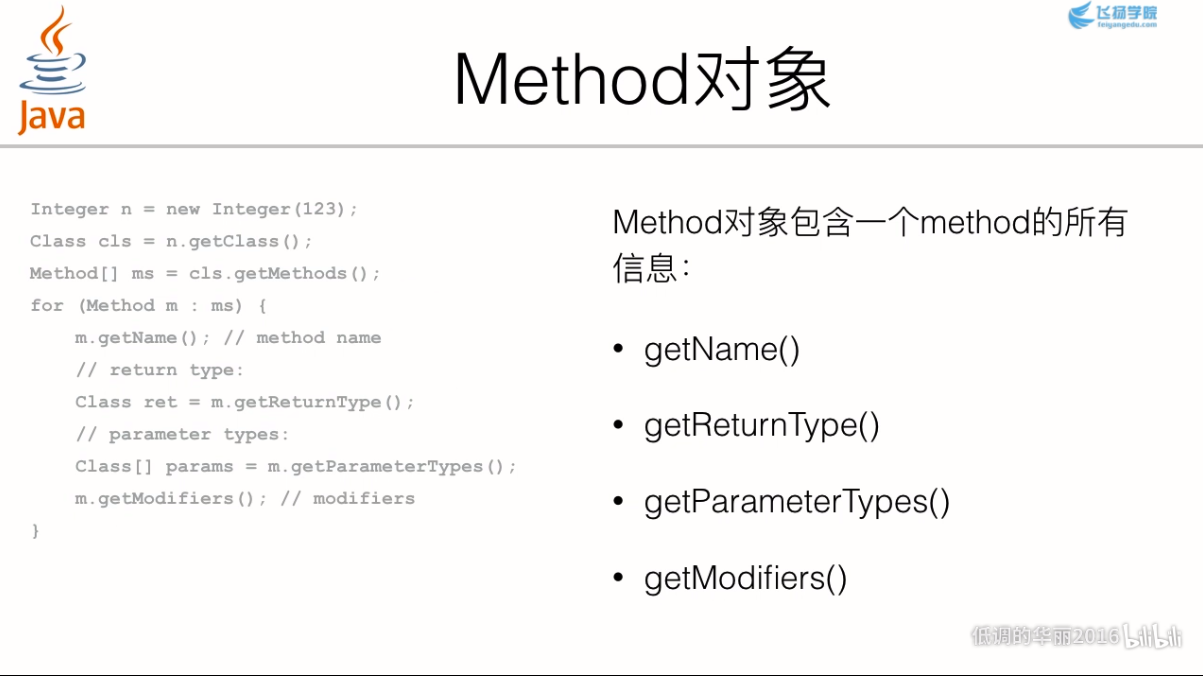 Java
飞扬学院
feiyangedu.com
Method对象
Integer n = new Integer(123);
Class cls = n.getClass();
Method[] ms = cls.getMethods();
for (Method m : ms) {
    m.getName(); // method name
    // return type:
    Class ret = m.getReturnType();
    // parameter types:
    Class[] params = m.getParameterTypes();
    m.getModifiers(); // modifiers
}
Method对象包含一个method的所有
信息：
• getName()
• getReturnType()
• getParameterTypes()
• getModifiers()
低调的华丽2016 bilibili